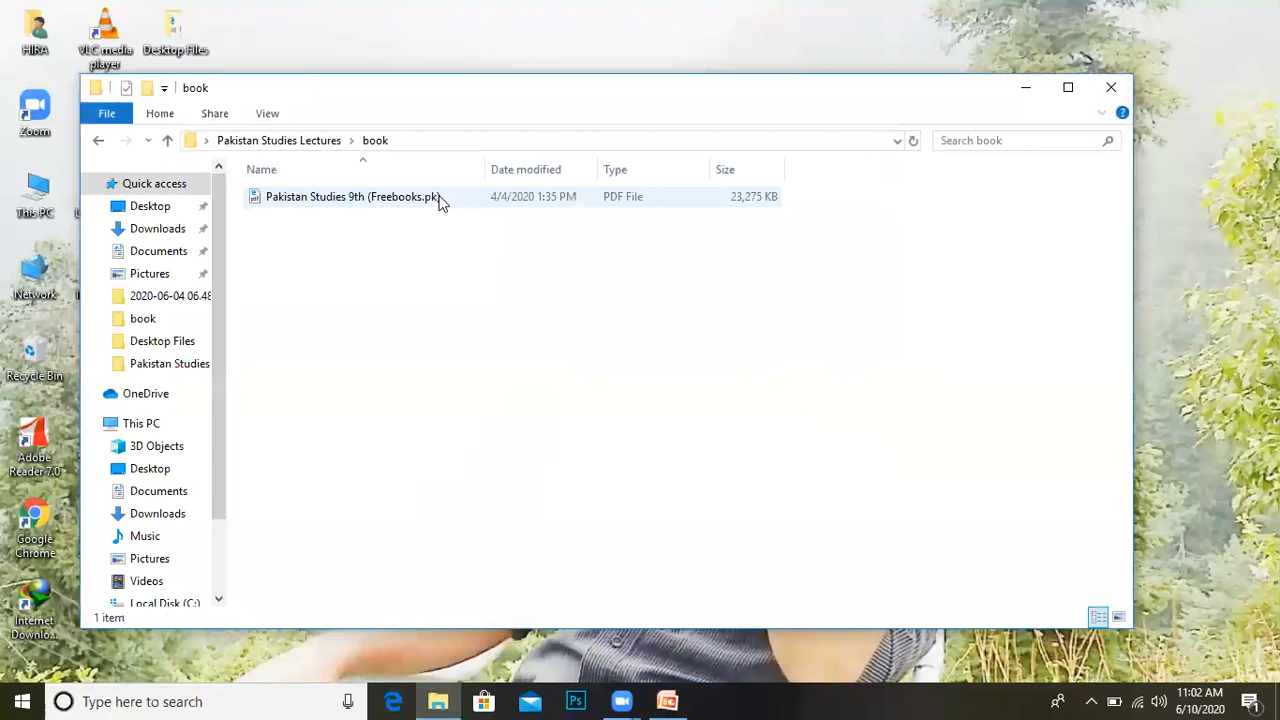 HIRA
VLC media
player
Desktop Files
Zoom
This PC
Network
Recycle Bin
Adobe
Reader 7.0
Google
Chrome
Internet
Downlo...
book
File
Home
Share
View
Pakistan Studies Lectures
book
Search book
Quick access
Desktop
Downloads
Documents
Pictures
2020-06-04 06.48
book
Desktop Files
Pakistan Studies
OneDrive
This PC
3D Objects
Desktop
Documents
Downloads
Music
Pictures
Videos
Local Disk (C:)
Name
Date modified
Type
Size
Pakistan Studies 9th (Freebooks.pk)
4/4/2020 1:35 PM
PDF File
23,275 KB
1 item
Type here to search
Ps
11:02 AM
6/10/2020
1